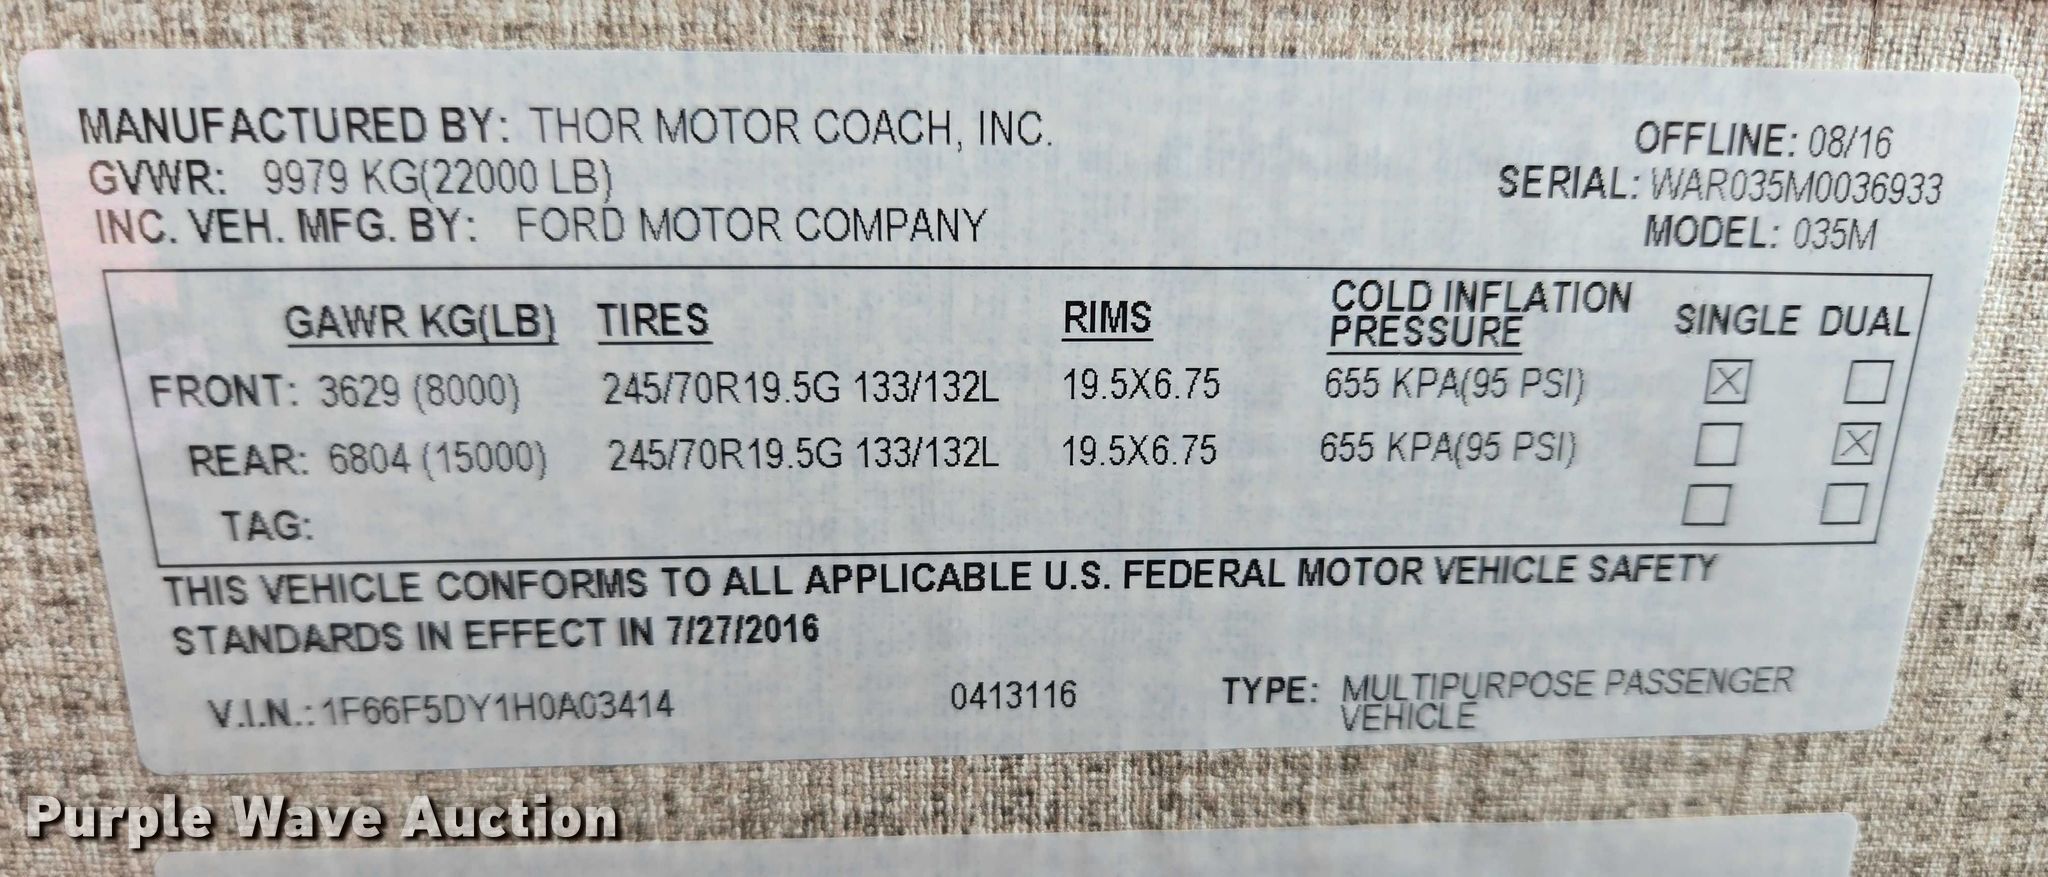 MANUFACTURED BY: THOR MOTOR COACH, INC.
OFFLINE: 08/16
GVWR: 9979 KG(22000 LB)
SERIAL: WAR035M0036933
INC. VEH. MFG. BY: FORD MOTOR COMPANY
MODEL: 035M
GAWR KG(LB) TIRES RIMS COLD INFLATION PRESSURE SINGLE DUAL
FRONT: 3629 (8000) 245/70R19.5G 133/132L 19.5X6.75 655 KPA(95 PSI)
REAR: 6804 (15000) 245/70R19.5G 133/132L 19.5X6.75 655 KPA(95 PSI)
TAG:
THIS VEHICLE CONFORMS TO ALL APPLICABLE U.S. FEDERAL MOTOR VEHICLE SAFETY
STANDARDS IN EFFECT IN 7/27/2016
V.I.N.: 1F66F5DY1H0A03414 0413116 TYPE: MULTIPURPOSE PASSENGER
VEHICLE
Purple Wave Auction